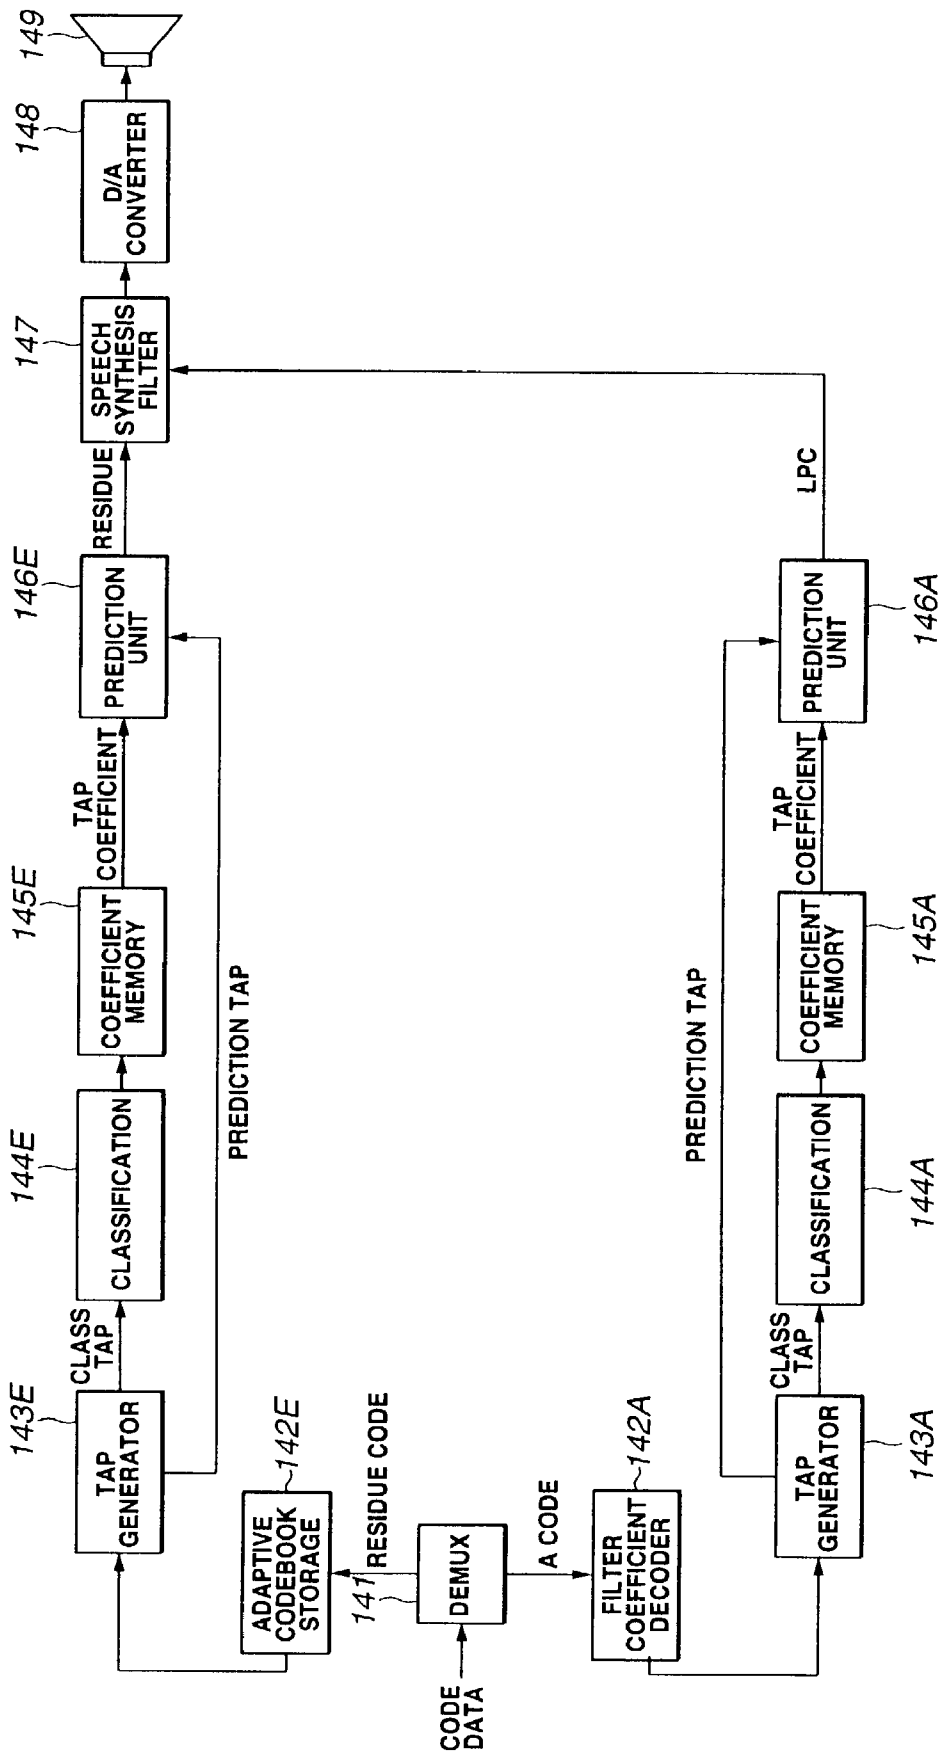 CODE
DATA
141
DEMUX
RESIDUE CODE
A CODE
142E
ADAPTIVE
CODEBOOK
STORAGE
143E
TAP
GENERATOR
CLASS
TAP
144E
CLASSIFICATION
145E
COEFFICIENT
MEMORY
TAP
COEFFICIENT
PREDICTION TAP
146E
PREDICTION
UNIT
RESIDUE
147
SPEECH
SYNTHESIS
FILTER
148
D/A
CONVERTER
149
142A
FILTER
COEFFICIENT
DECODER
143A
TAP
GENERATOR
CLASS
TAP
144A
CLASSIFICATION
145A
COEFFICIENT
MEMORY
TAP
COEFFICIENT
PREDICTION TAP
146A
PREDICTION
UNIT
LPC